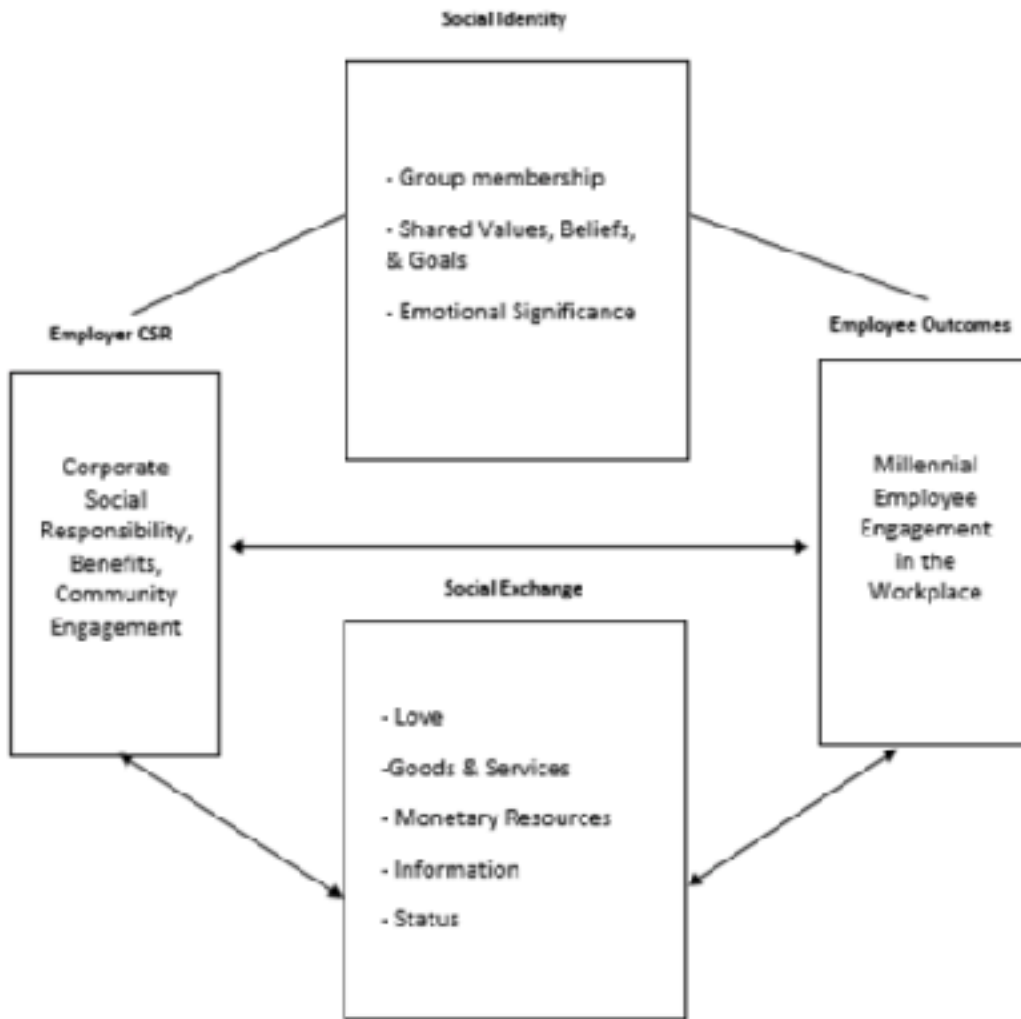 Social Identity
- Group membership
- Shared Values, Beliefs,
& Goals
- Emotional Significance
Employer CSR
Corporate
Social
Responsibility,
Benefits,
Community
Engagement
Employee Outcomes
Millennial
Employee
Engagement
in the
Workplace
Social Exchange
- Love
-Goods & Services
- Monetary Resources
- Information
- Status